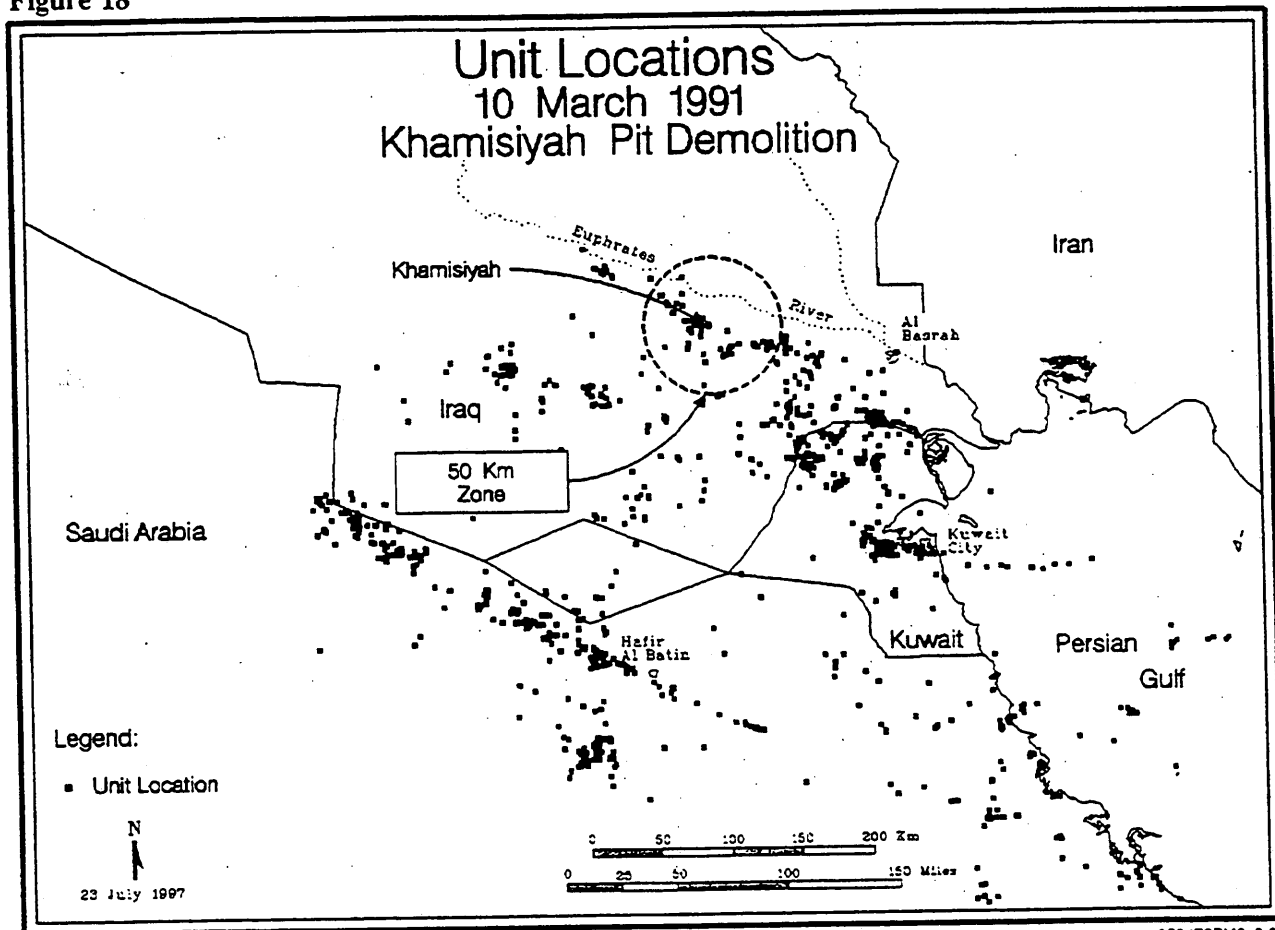 Figure 18
Unit Locations
10 March 1991
Khamisiyah Pit Demolition
Euphrates
Khamisiyah
Iran
River
Al
Basrah
Iraq
50 Km
Zone
Saudi Arabia
Kuwait
City
Hafir
Al Batin
Kuwait
Persian
Gulf
Legend:
Unit Location
N
0 50 100 150 200 Km
0 25 50 100 150 Miles
23 July 1997